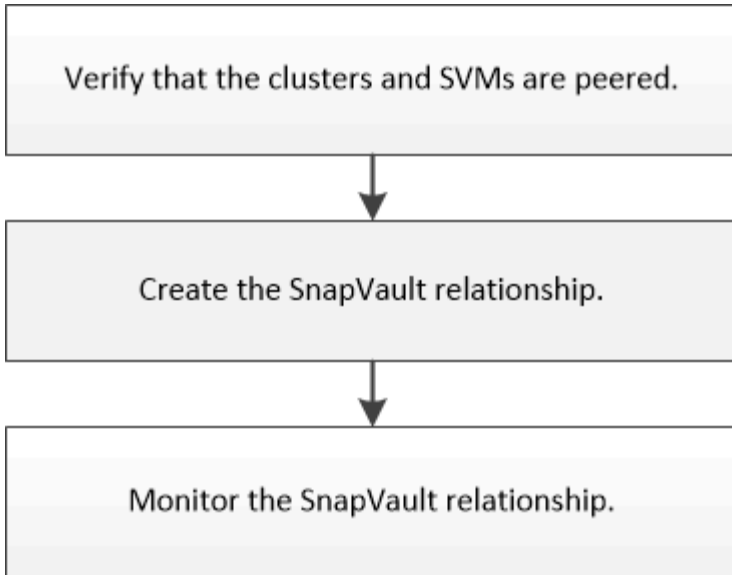 Verify that the clusters and SVMs are peered.
Create the SnapVault relationship.
Monitor the SnapVault relationship.